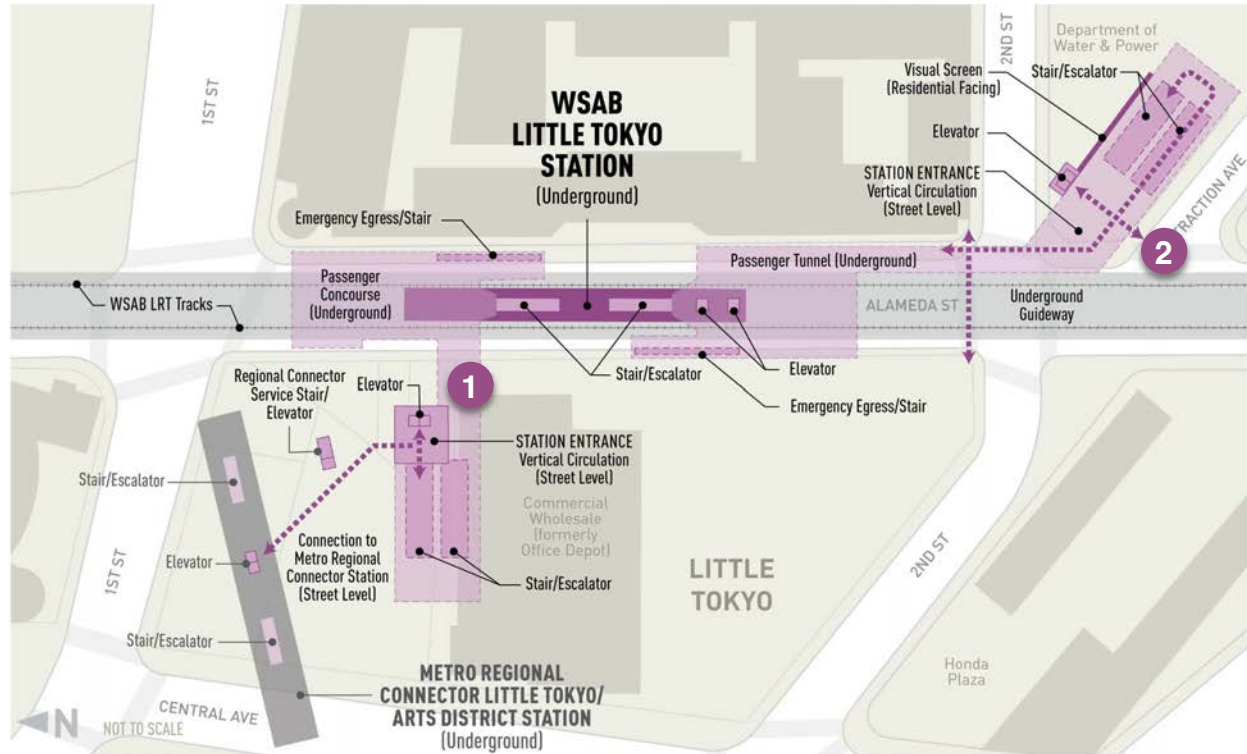 1ST ST
2ND ST
Department of
Water & Power
Visual Screen
(Residential Facing)
Stair/Escalator
WSAB
LITTLE TOKYO
STATION
(Underground)
Elevator
STATION ENTRANCE
Vertical Circulation
(Street Level)
TRACTION AVE
Emergency Egress/Stair
2
Passenger Tunnel (Underground)
Passenger
Concourse
(Underground)
WSAB LRT Tracks
ALAMEDA ST
Underground
Guideway
Regional Connector
Service Stair/
Elevator
Elevator
1
Stair/Escalator
Elevator
Emergency Egress/Stair
STATION ENTRANCE
Vertical Circulation
(Street Level)
Stair/Escalator
Commercial
Wholesale
(formerly
Office Depot)
Connection to
Metro Regional
Connector Station
(Street Level)
Elevator
Stair/Escalator
LITTLE
TOKYO
2ND ST
1ST ST
Stair/Escalator
METRO REGIONAL
CONNECTOR LITTLE TOKYO/
ARTS DISTRICT STATION
(Underground)
Honda
Plaza
CENTRAL AVE
N
NOT TO SCALE